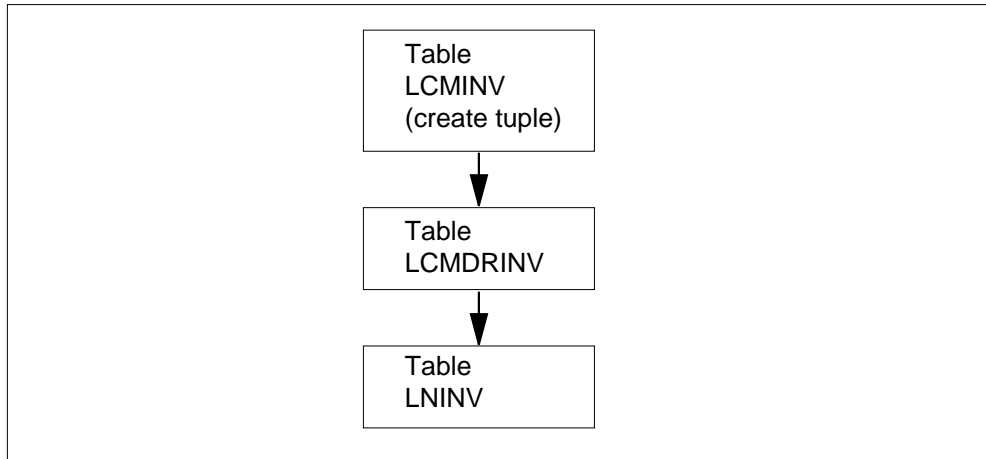 Table
LCMINV
(create tuple)
Table
LCMDRINV
Table
LNINV